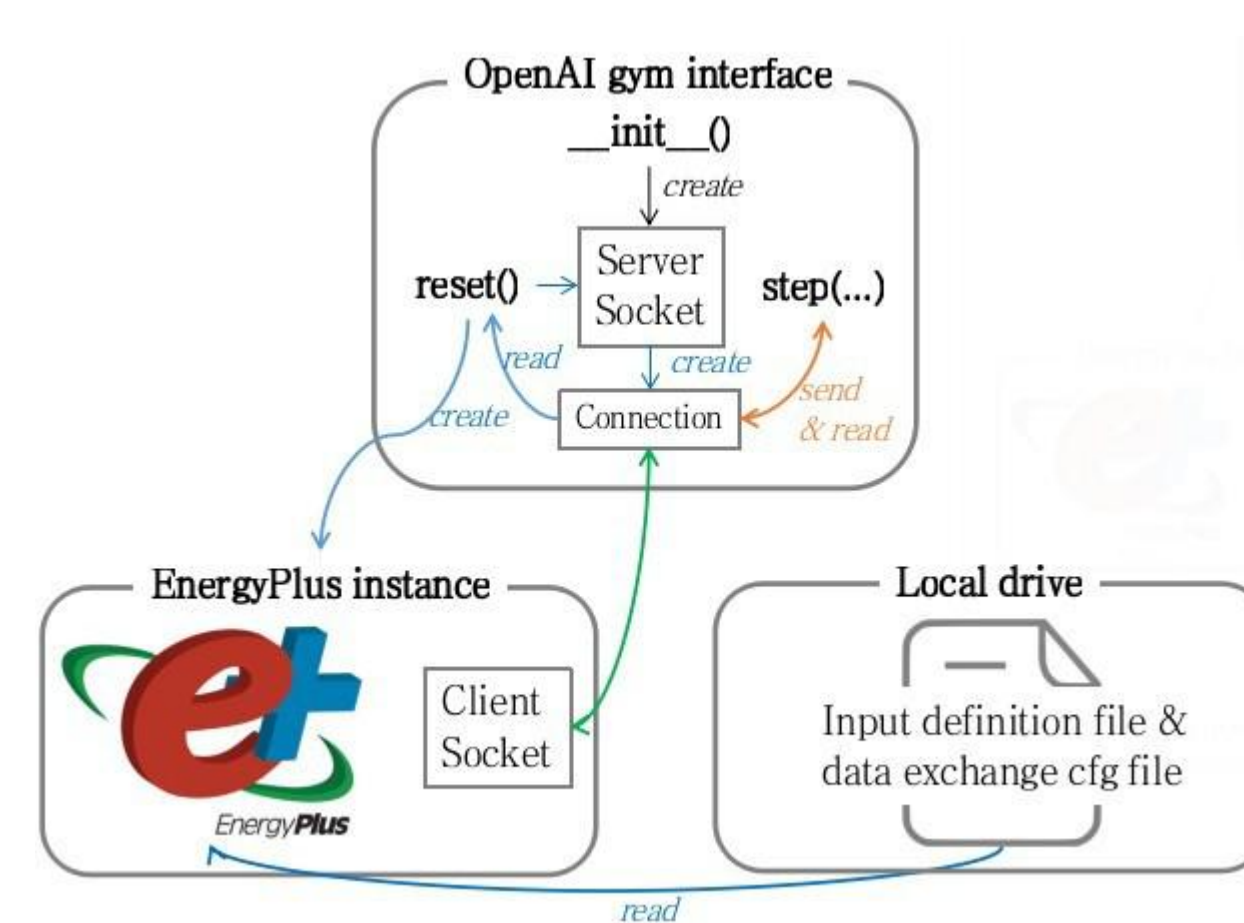 OpenAI gym interface
__init__()
create
Server
Socket
reset()
step(...)
read
create
create
send
& read
Connection
EnergyPlus instance
Local drive
Client
Socket
Input definition file &
data exchange cfg file
e+
EnergyPlus
read